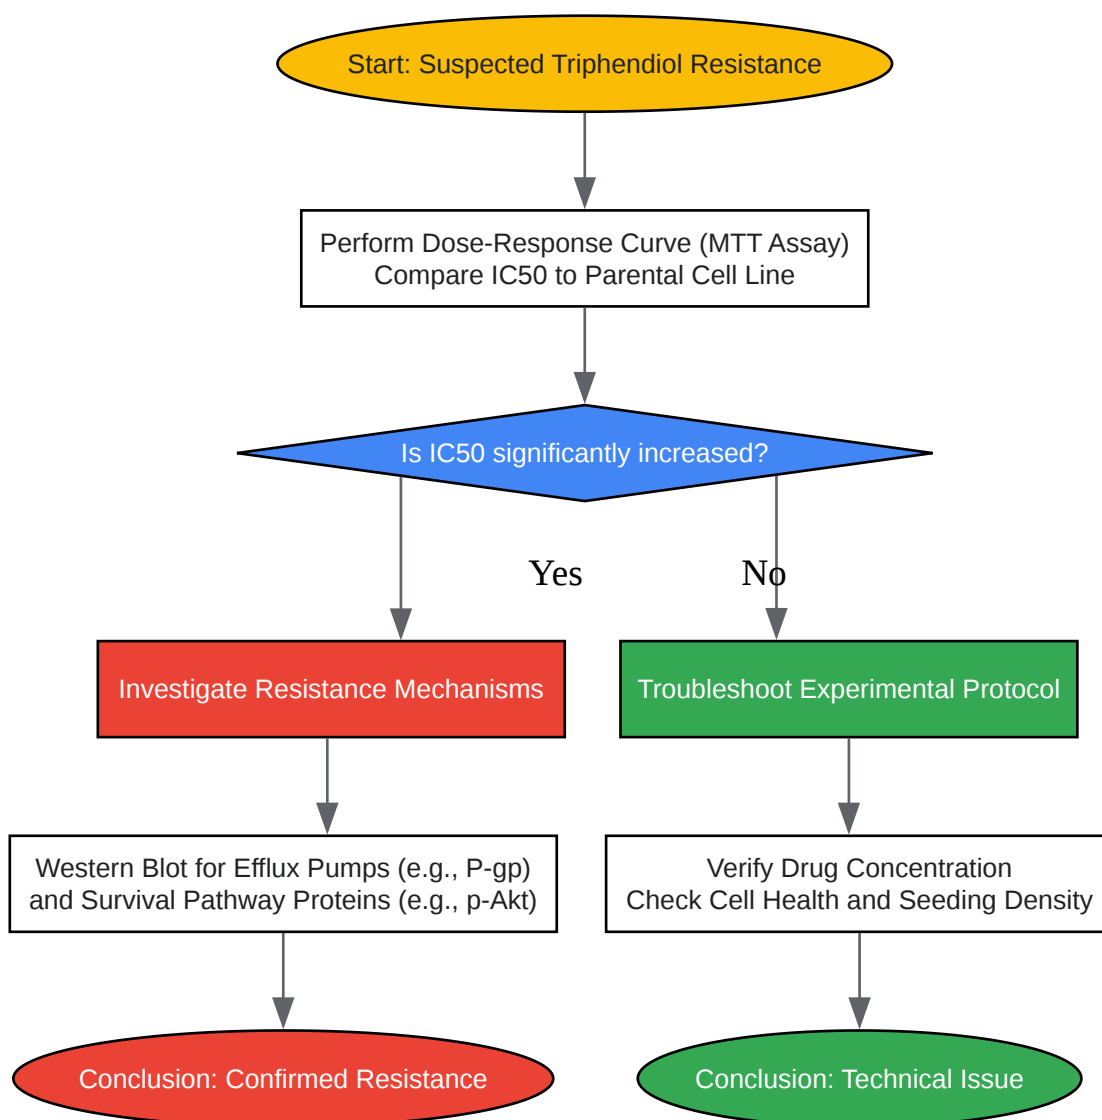 Start: Suspected Triphendiol Resistance
Perform Dose-Response Curve (MTT Assay)
Compare IC50 to Parental Cell Line
Is IC50 significantly increased?
Yes
No
Investigate Resistance Mechanisms
Troubleshoot Experimental Protocol
Western Blot for Efflux Pumps (e.g., P-gp)
and Survival Pathway Proteins (e.g., p-Akt)
Verify Drug Concentration
Check Cell Health and Seeding Density
Conclusion: Confirmed Resistance
Conclusion: Technical Issue